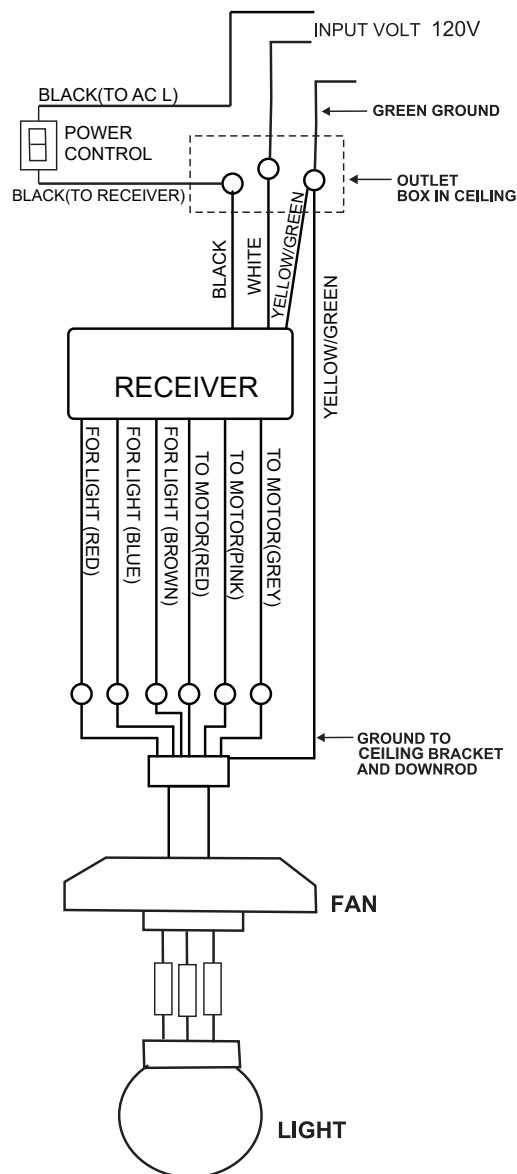 INPUT VOLT 120V
BLACK(TO AC L)
GREEN GROUND
POWER
CONTROL
OUTLET
BOX IN CEILING
BLACK(TO RECEIVER)
BLACK
WHITE
YELLOW/GREEN
YELLOW/GREEN
RECEIVER
FOR LIGHT (RED)
FOR LIGHT (BLUE)
FOR LIGHT (BROWN)
TO MOTOR(RED)
TO MOTOR(PINK)
TO MOTOR(GREY)
GROUND TO
CEILING BRACKET
AND DOWNROD
FAN
LIGHT